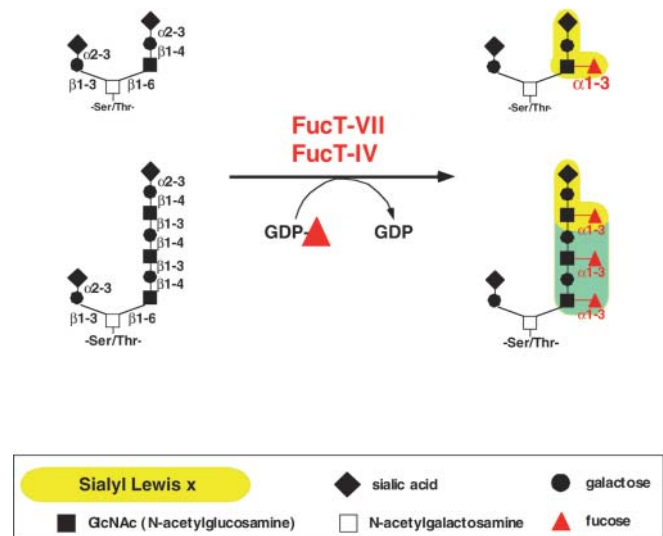 α2-3
α2-3
β1-4
β1-3
β1-6
-Ser/Thr-
α1-3
-Ser/Thr-
FucT-VII
FucT-IV
GDP-
GDP
α2-3
β1-4
β1-3
β1-4
β1-3
β1-4
α2-3
β1-3
β1-6
-Ser/Thr-
α1-3
α1-3
α1-3
-Ser/Thr-
Sialyl Lewis x
sialic acid
galactose
GlcNAc (N-acetylglucosamine)
N-acetylgalactosamine
fucose